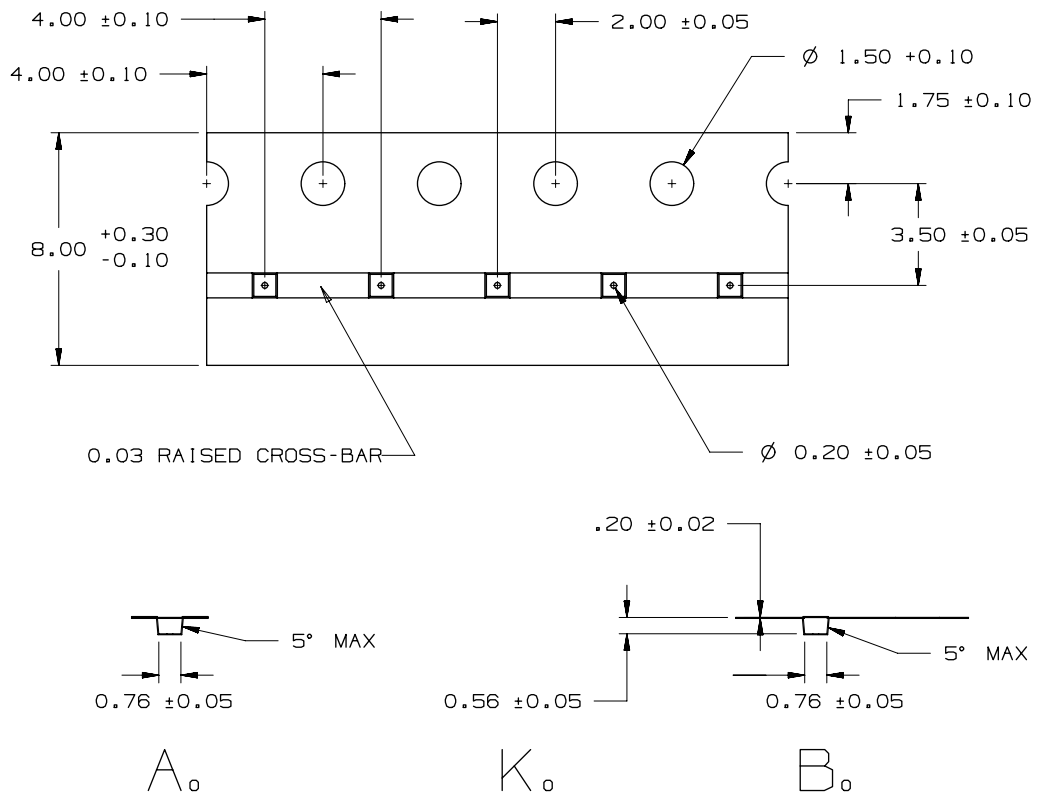 4.00 ±0.10
2.00 ±0.05
4.00 ±0.10
Ø 1.50 +0.10
1.75 ±0.10
8.00 +0.30
-0.10
3.50 ±0.05
0.03 RAISED CROSS-BAR
Ø 0.20 ±0.05
.20 ±0.02
5° MAX
5° MAX
0.76 ±0.05
0.56 ±0.05
0.76 ±0.05
A₀
K₀
B₀